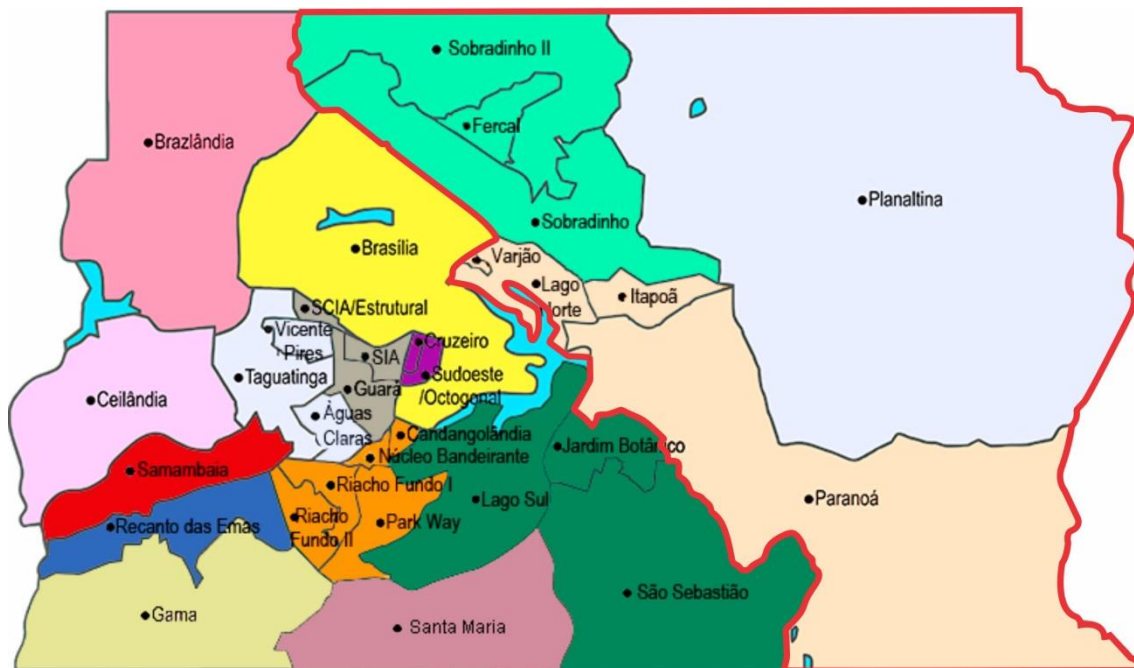 Sobradinho II
Fercal
Brazlândia
Planaltina
Sobradinho
Brasília
Varjão
Lago
Norte
Itapoã
SCIA/Estrutural
Vicente
Pires
Cruzeiro
SIA
Taguatinga
Sudoeste
/Octogonal
Guará
Ceilândia
Águas
Claras
Candangolândia
Jardim Botânico
Núcleo Bandeirante
Samambaia
Riacho Fundo I
Lago Sul
Paranoá
Riacho
Fundo II
Park Way
Recanto das Emas
São Sebastião
Gama
Santa Maria